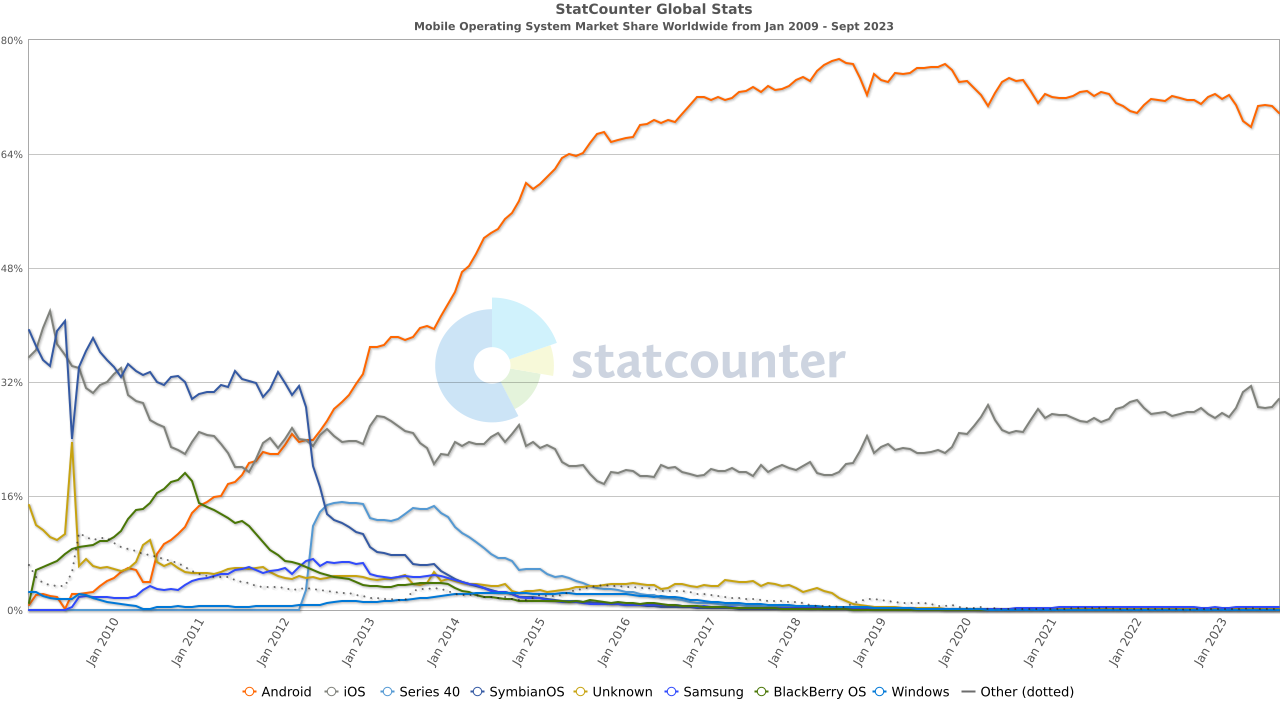 StatCounter Global Stats
Mobile Operating System Market Share Worldwide from Jan 2009 - Sept 2023
80%
64%
48%
32%
16%
0%
statcounter
Jan 2010
Jan 2011
Jan 2012
Jan 2013
Jan 2014
Jan 2015
Jan 2016
Jan 2017
Jan 2018
Jan 2019
Jan 2020
Jan 2021
Jan 2022
Jan 2023
Android iOS Series 40 SymbianOS Unknown Samsung BlackBerry OS Windows Other (dotted)